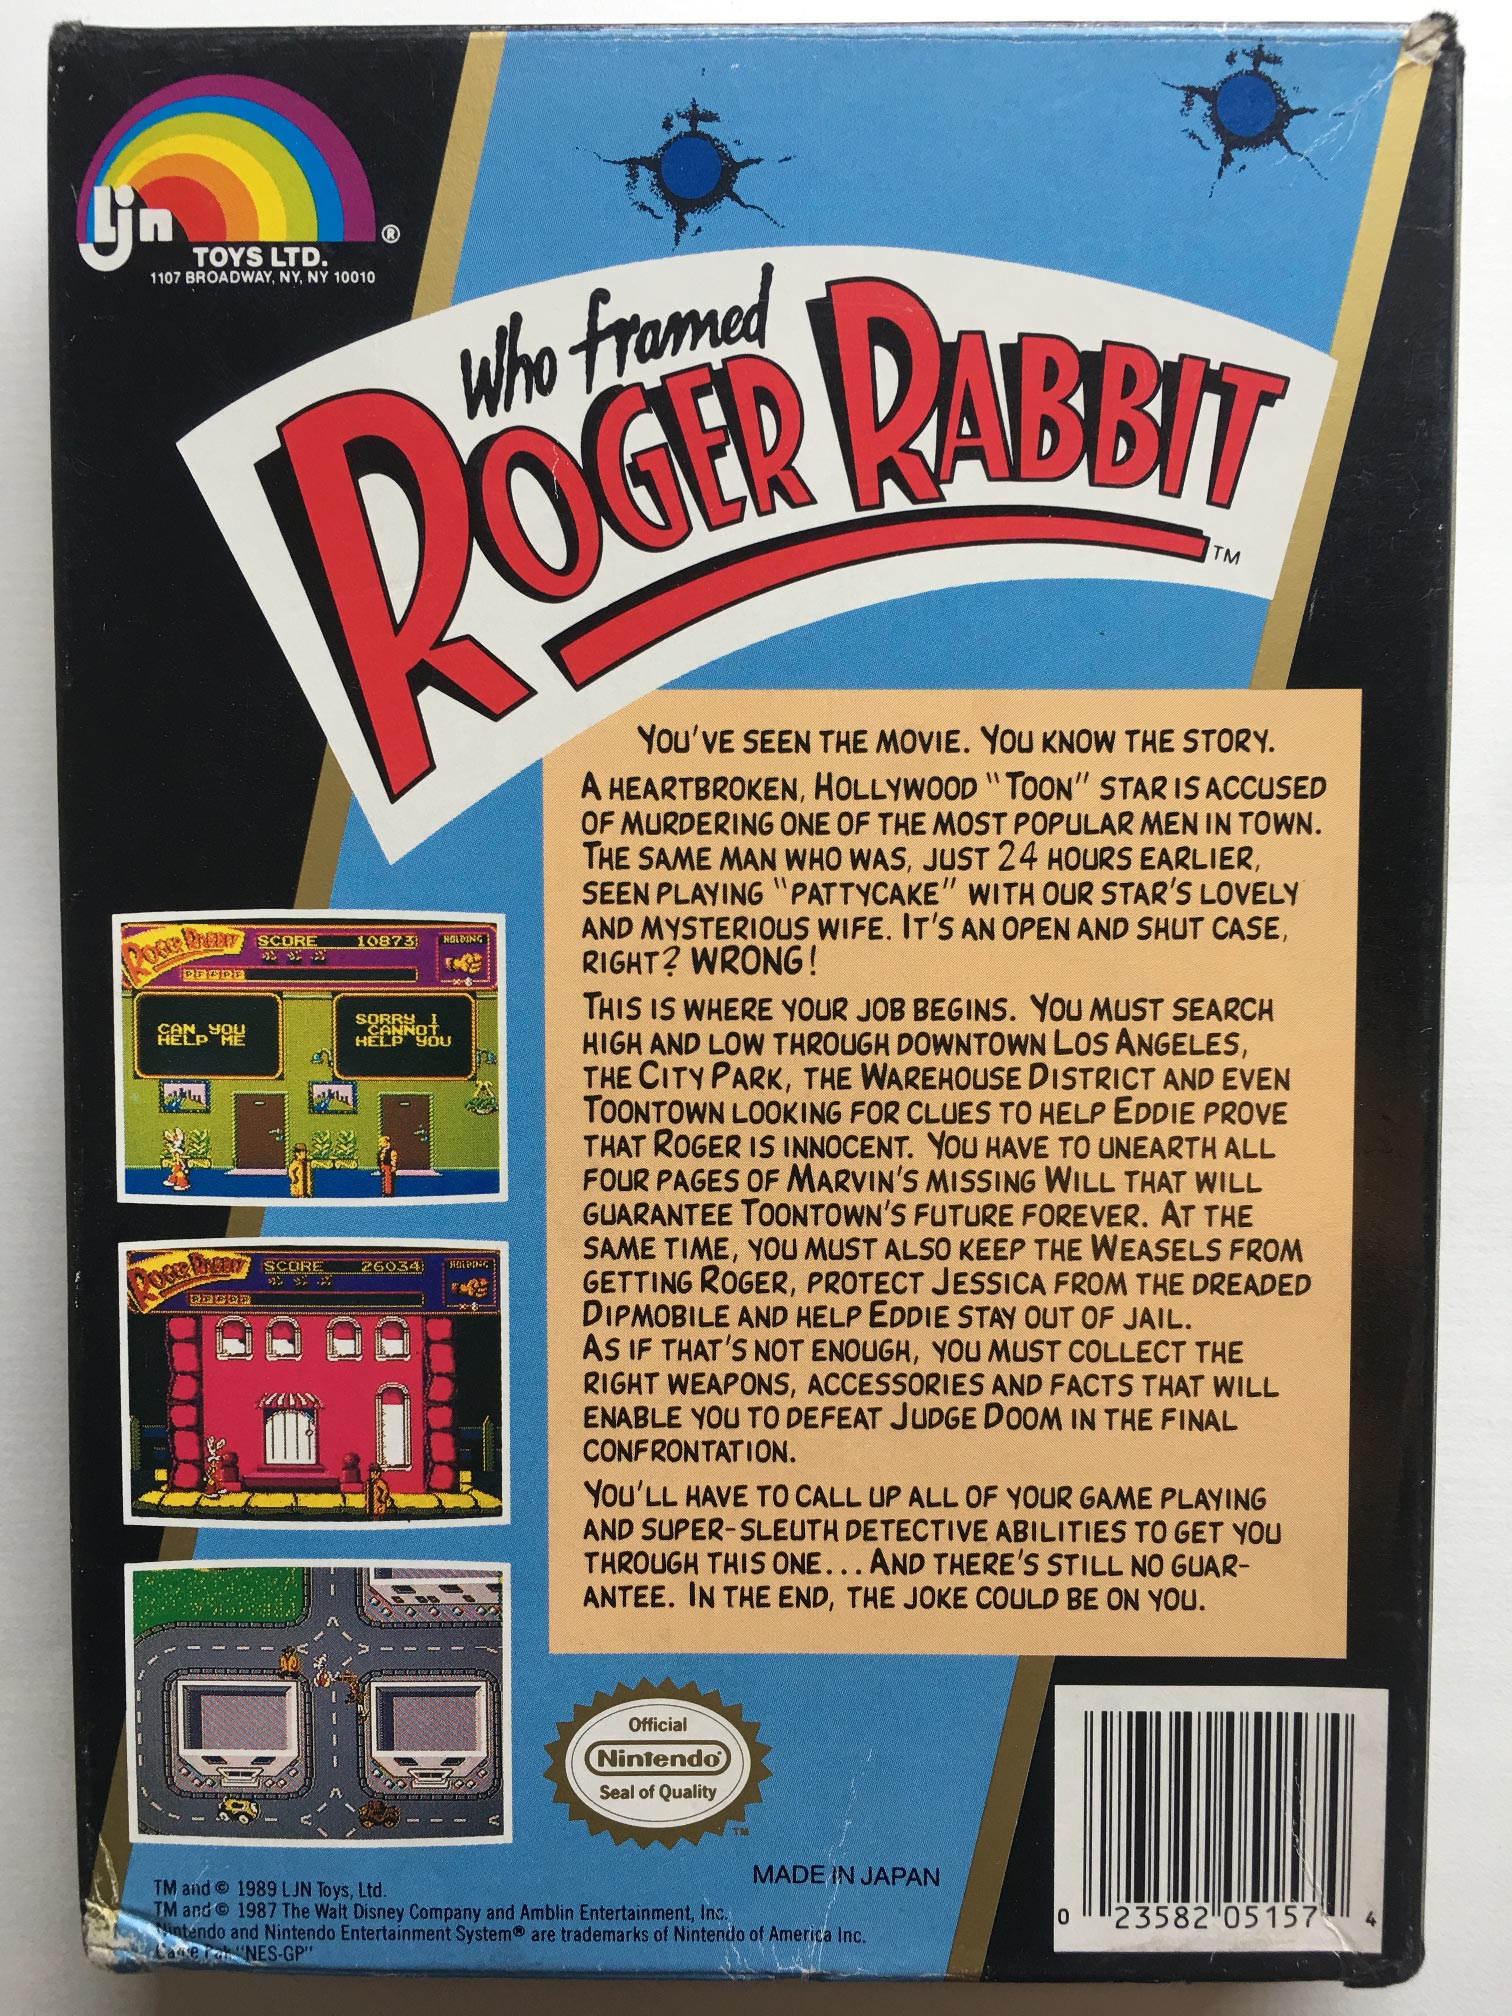 Ljn
TOYS LTD. ®
1107 BROADWAY, NY, NY 10010
Who framed
ROGER RABBIT
TM
YOU'VE SEEN THE MOVIE. YOU KNOW THE STORY.
A HEARTBROKEN, HOLLYWOOD "TOON" STAR IS ACCUSED
OF MURDERING ONE OF THE MOST POPULAR MEN IN TOWN.
THE SAME MAN WHO WAS, JUST 24 HOURS EARLIER,
SEEN PLAYING "PATTYCAKE" WITH OUR STAR'S LOVELY
AND MYSTERIOUS WIFE. IT'S AN OPEN AND SHUT CASE,
RIGHT? WRONG!
THIS IS WHERE YOUR JOB BEGINS. YOU MUST SEARCH
HIGH AND LOW THROUGH DOWNTOWN LOS ANGELES,
THE CITY PARK, THE WAREHOUSE DISTRICT AND EVEN
TOONTOWN LOOKING FOR CLUES TO HELP EDDIE PROVE
THAT ROGER IS INNOCENT. YOU HAVE TO UNEARTH ALL
FOUR PAGES OF MARVIN'S MISSING WILL THAT WILL
GUARANTEE TOONTOWN'S FUTURE FOREVER. AT THE
SAME TIME, YOU MUST ALSO KEEP THE WEASELS FROM
GETTING ROGER, PROTECT JESSICA FROM THE DREADED
DIPMOBILE AND HELP EDDIE STAY OUT OF JAIL.
AS IF THAT'S NOT ENOUGH, YOU MUST COLLECT THE
RIGHT WEAPONS, ACCESSORIES AND FACTS THAT WILL
ENABLE YOU TO DEFEAT JUDGE DOOM IN THE FINAL
CONFRONTATION.
YOU'LL HAVE TO CALL UP ALL OF YOUR GAME PLAYING
AND SUPER-SLEUTH DETECTIVE ABILITIES TO GET YOU
THROUGH THIS ONE... AND THERE'S STILL NO GUAR-
ANTEE. IN THE END, THE JOKE COULD BE ON YOU.
ROGER RABBIT
SCORE 10873
HOLDING
CAN YOU
HELP ME
SORRY I
CANNOT
HELP YOU
ROGER RABBIT
SCORE 26034
HOLDING
Official
Nintendo®
Seal of Quality
TM
MADE IN JAPAN
TM and © 1989 LJN Toys, Ltd.
TM and © 1987 The Walt Disney Company and Amblin Entertainment, Inc.
Nintendo and Nintendo Entertainment System® are trademarks of Nintendo of America Inc.
"NES-GP"
0 23582 05157 4